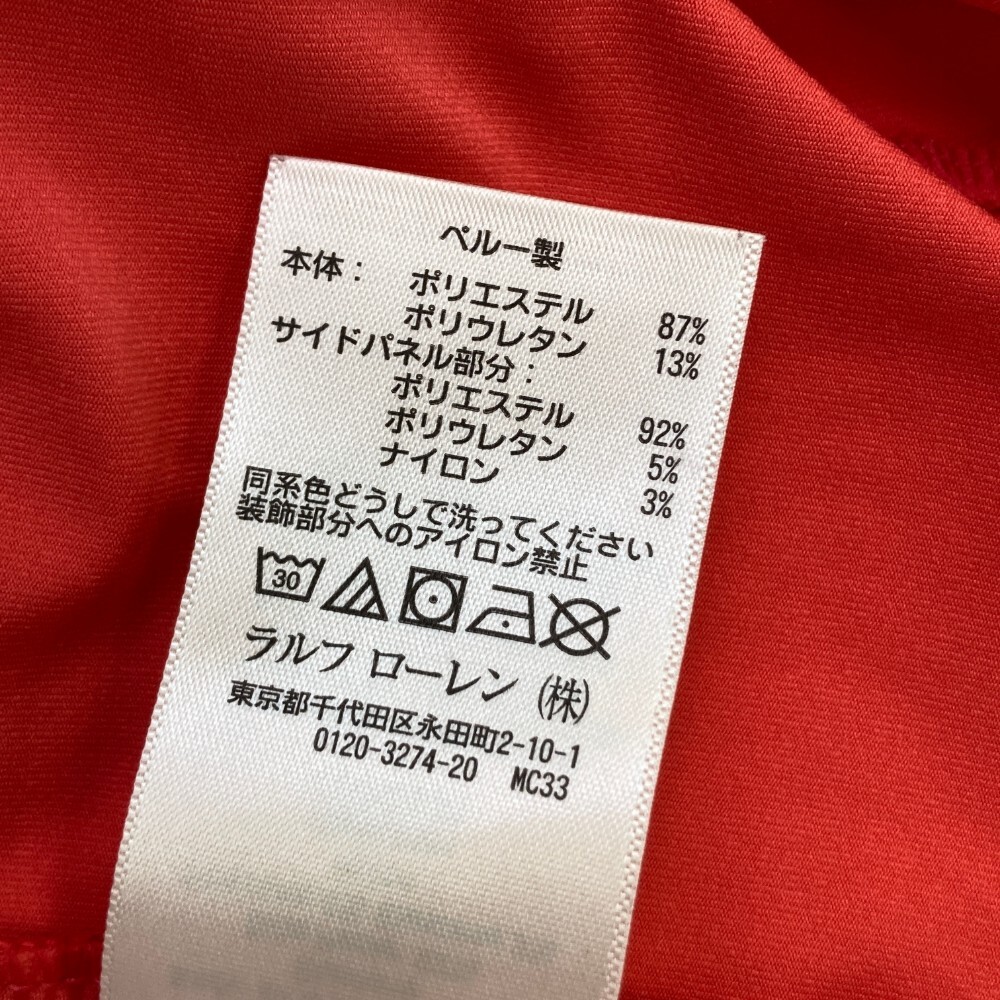 ペルー製
本体： ポリエステル 87%
ポリウレタン 13%
サイドパネル部分：
ポリエステル 92%
ポリウレタン 5%
ナイロン 3%
同系色どうしで洗ってください
装飾部分へのアイロン禁止
30
ラルフ ローレン (株)
東京都千代田区永田町2-10-1
0120-3274-20 MC33